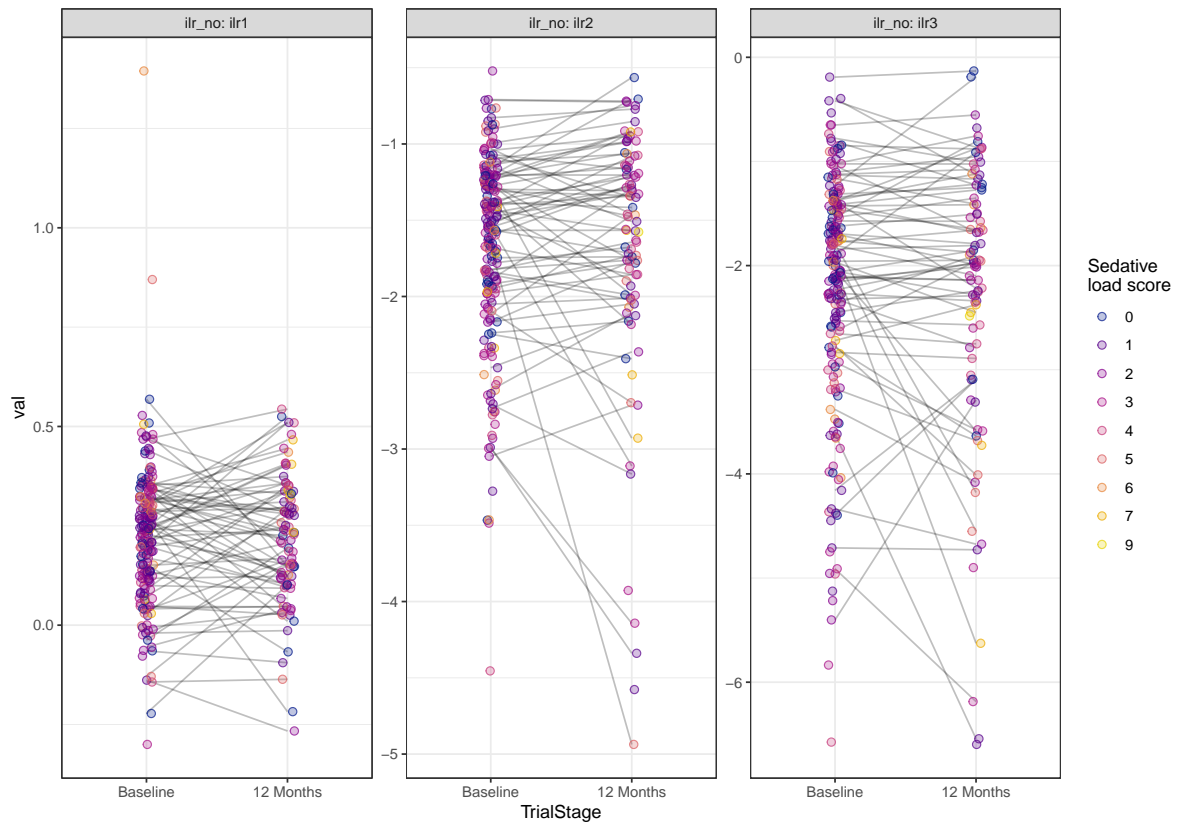 ilr_no: ilr1
ilr_no: ilr2
ilr_no: ilr3
val
1.0
0.5
0.0
−1
−2
−3
−4
−5
0
−2
−4
−6
Baseline
12 Months
Baseline
12 Months
Baseline
12 Months
TrialStage
Sedative
load score
0
1
2
3
4
5
6
7
9